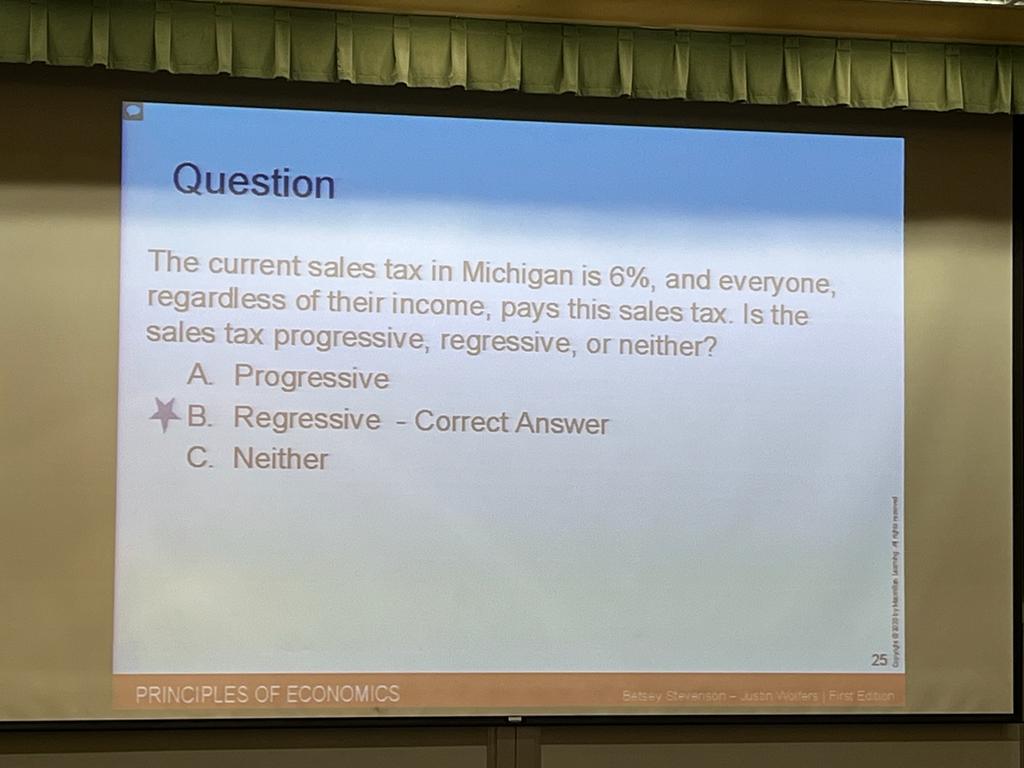 Question
The current sales tax in Michigan is 6%, and everyone,
regardless of their income, pays this sales tax. Is the
sales tax progressive, regressive, or neither?
A. Progressive
B. Regressive - Correct Answer
C. Neither
Copyright © 2020 by Macmillan Learning. All rights reserved
25
PRINCIPLES OF ECONOMICS
Betsey Stevenson – Justin Wolfers | First Edition